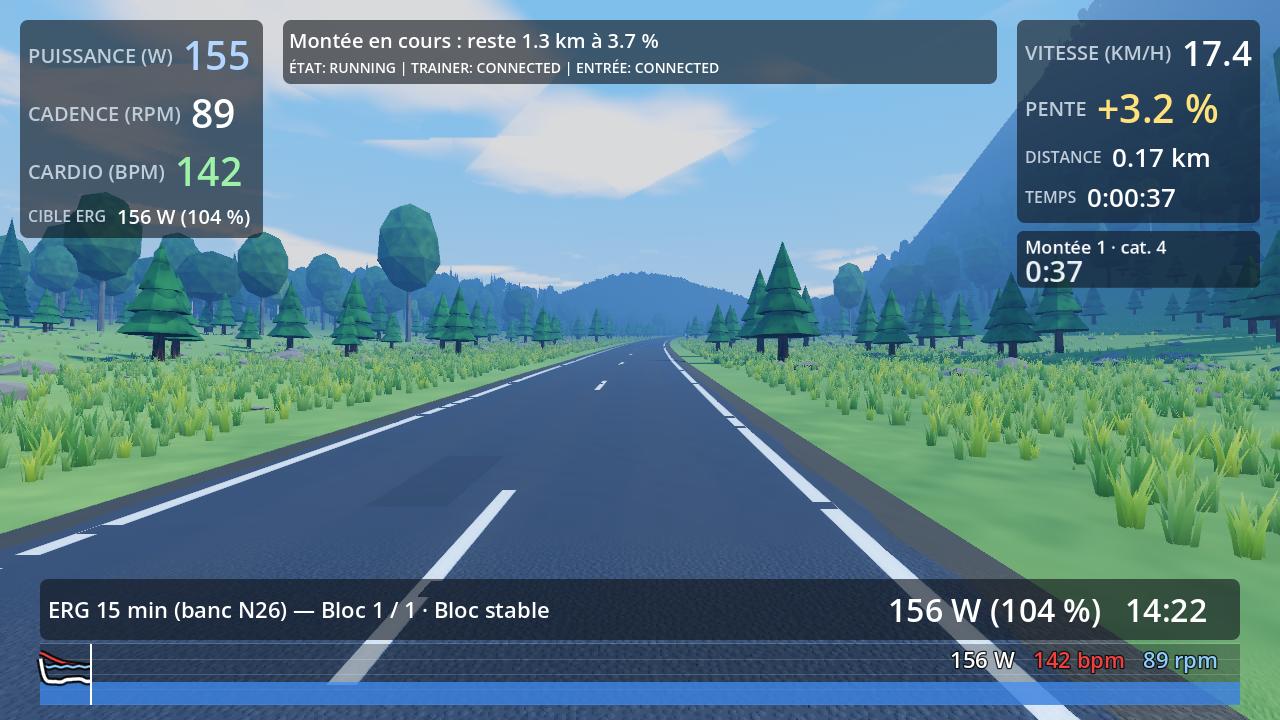 PUISSANCE (W) 155
CADENCE (RPM) 89
CARDIO (BPM) 142
CIBLE ERG 156 W (104 %)
Montée en cours : reste 1.3 km à 3.7 %
ÉTAT: RUNNING | TRAINER: CONNECTED | ENTRÉE: CONNECTED
VITESSE (KM/H) 17.4
PENTE +3.2 %
DISTANCE 0.17 km
TEMPS 0:00:37
Montée 1 · cat. 4
0:37
ERG 15 min (banc N26) — Bloc 1 / 1 · Bloc stable 156 W (104 %) 14:22
156 W 142 bpm 89 rpm